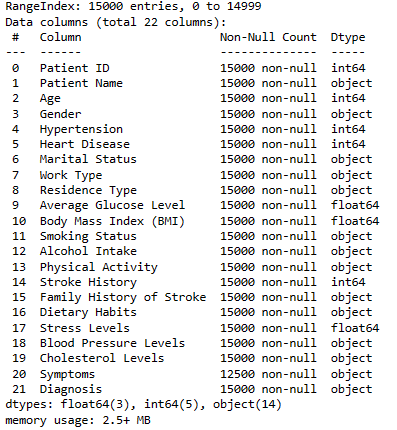 RangeIndex: 15000 entries, 0 to 14999
Data columns (total 22 columns):
 #   Column                   Non-Null Count  Dtype
---  ------                   --------------  -----
 0   Patient ID               15000 non-null  int64
 1   Patient Name             15000 non-null  object
 2   Age                      15000 non-null  int64
 3   Gender                   15000 non-null  object
 4   Hypertension             15000 non-null  int64
 5   Heart Disease            15000 non-null  int64
 6   Marital Status           15000 non-null  object
 7   Work Type                15000 non-null  object
 8   Residence Type           15000 non-null  object
 9   Average Glucose Level    15000 non-null  float64
 10  Body Mass Index (BMI)    15000 non-null  float64
 11  Smoking Status           15000 non-null  object
 12  Alcohol Intake           15000 non-null  object
 13  Physical Activity        15000 non-null  object
 14  Stroke History           15000 non-null  int64
 15  Family History of Stroke 15000 non-null  object
 16  Dietary Habits           15000 non-null  object
 17  Stress Levels            15000 non-null  float64
 18  Blood Pressure Levels    15000 non-null  object
 19  Cholesterol Levels       15000 non-null  object
 20  Symptoms                 12500 non-null  object
 21  Diagnosis                15000 non-null  object
dtypes: float64(3), int64(5), object(14)
memory usage: 2.5+ MB